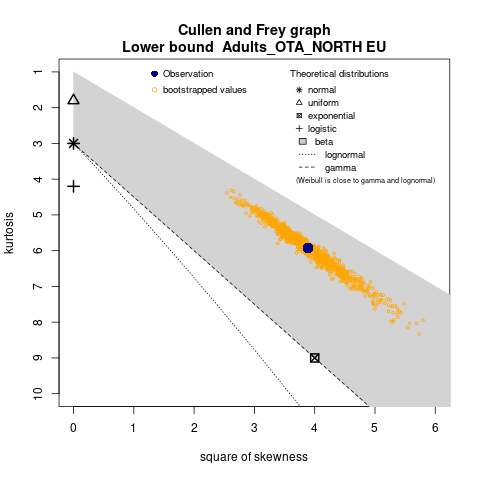 Cullen and Frey graph
Lower bound  Adults_OTA_NORTH EU
Observation
bootstrapped values
Theoretical distributions
normal
uniform
exponential
logistic
beta
lognormal
gamma
(Weibull is close to gamma and lognormal)
kurtosis
1
2
3
4
5
6
7
8
9
10
0
1
2
3
4
5
6
square of skewness